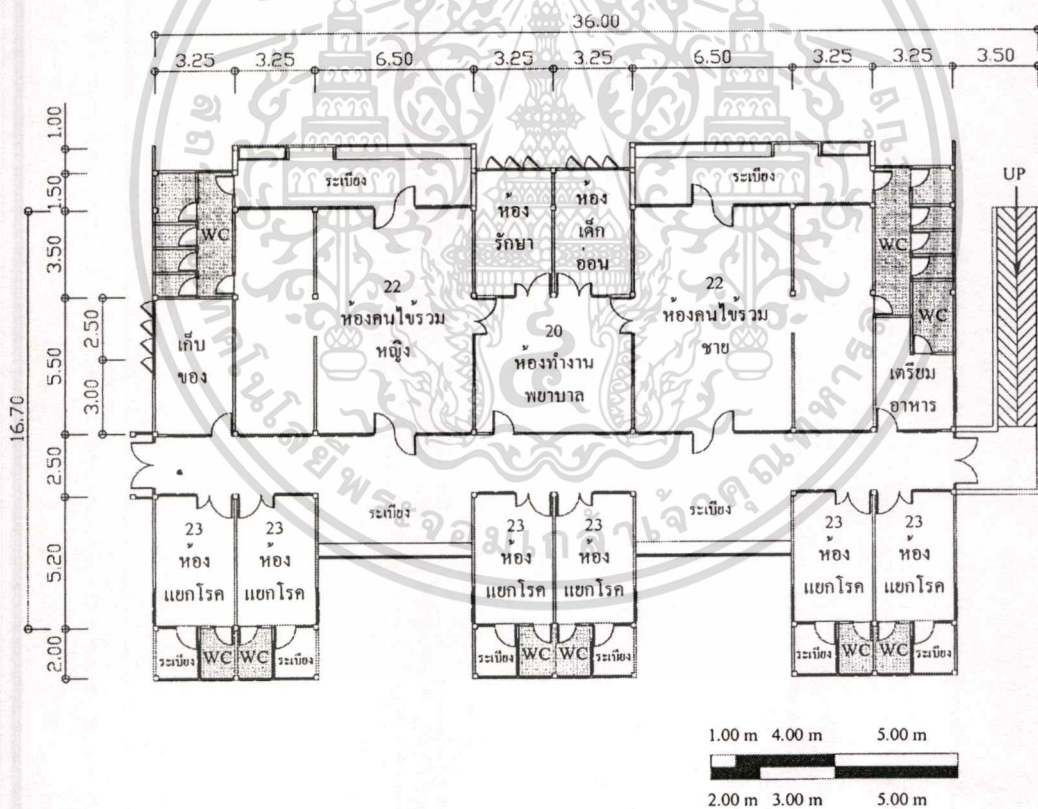 36.00
3.25 3.25 6.50 3.25 3.25 6.50 3.25 3.25 3.50
1.00
1.50
3.50
5.50
2.50
3.00
16.70
2.50
5.20
2.00
UP
ระเบียง
ระเบียง
WC
ห้อง
รักษา
ห้อง
เด็ก
อ่อน
WC
WC
22
ห้องคนไข้รวม
หญิง
20
ห้องทำงาน
พยาบาล
22
ห้องคนไข้รวม
ชาย
เก็บ
ของ
เตรียม
อาหาร
ระเบียง
ระเบียง
23
ห้อง
แยกโรค
23
ห้อง
แยกโรค
23
ห้อง
แยกโรค
23
ห้อง
แยกโรค
23
ห้อง
แยกโรค
23
ห้อง
แยกโรค
ระเบียง WC WC ระเบียง
ระเบียง WC WC ระเบียง
ระเบียง WC WC ระเบียง
1.00 m 4.00 m 5.00 m
2.00 m 3.00 m 5.00 m